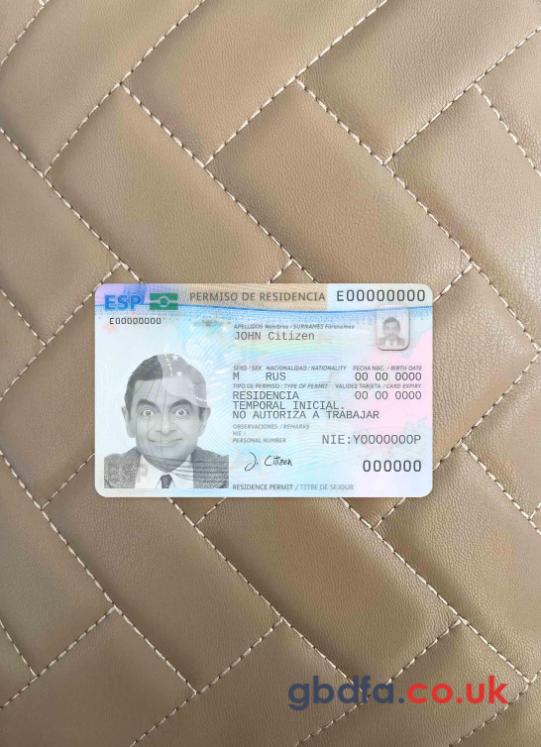 ESP PERMISO DE RESIDENCIA E00000000
E00000000
APELLIDOS Nombres / SURNAMES Forenames
JOHN Citizen
SEXO / SEX NACIONALIDAD / NATIONALITY FECHA NAC. / BIRTH DATE
M RUS 00 00 0000
TIPO DE PERMISO / TYPE OF PERMIT VALIDEZ TARJETA / CARD EXPIRY
RESIDENCIA 00 00 0000
TEMPORAL INICIAL.
NO AUTORIZA A TRABAJAR
OBSERVACIONES / REMARKS
NIE /
PERSONAL NUMBER NIE:Y0000000P
J. Citizen
000000
RESIDENCE PERMIT / TITRE DE SEJOUR
gbdfa.co.uk